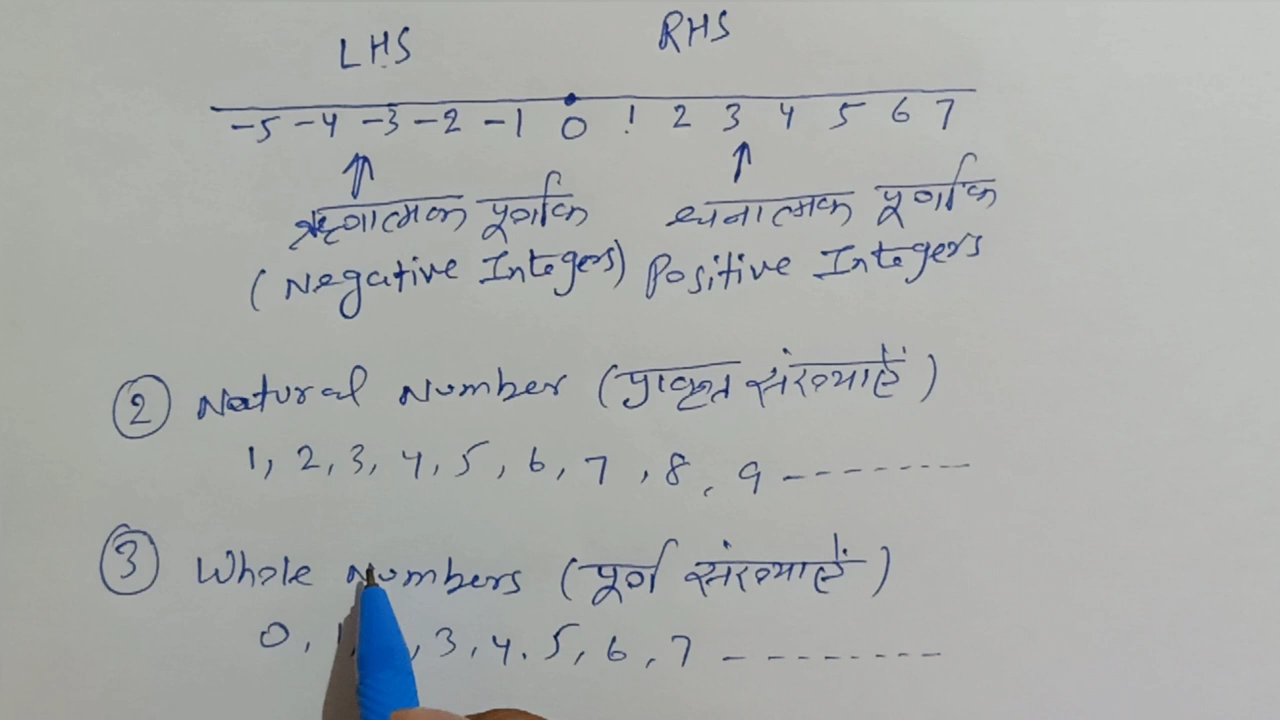 LHS RHS
-5 -4 -3 -2 -1 0 1 2 3 4 5 6 7
ऋणात्मक पूर्णांक धनात्मक पूर्णांक
(Negative Integers) Positive Integers
② Natural Number (प्राकृत संख्याएं)
1, 2, 3, 4, 5, 6, 7, 8, 9 --------
③ Whole Numbers (पूर्ण संख्याएं)
0, 1, , 3, 4, 5, 6, 7 --------